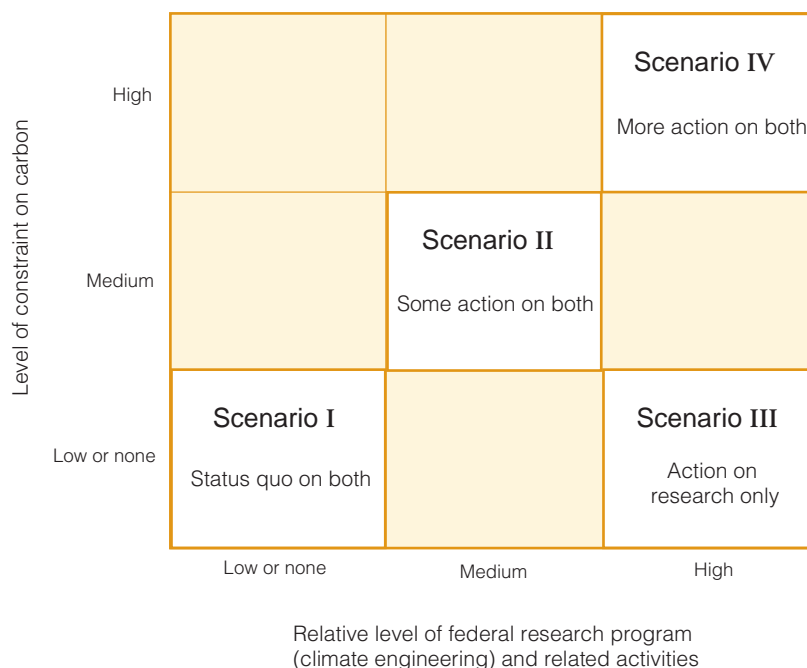 Level of constraint on carbon
High
Scenario IV
More action on both
Medium
Scenario II
Some action on both
Low or none
Scenario I
Status quo on both
Scenario III
Action on
research only
Low or none
Medium
High
Relative level of federal research program
(climate engineering) and related activities